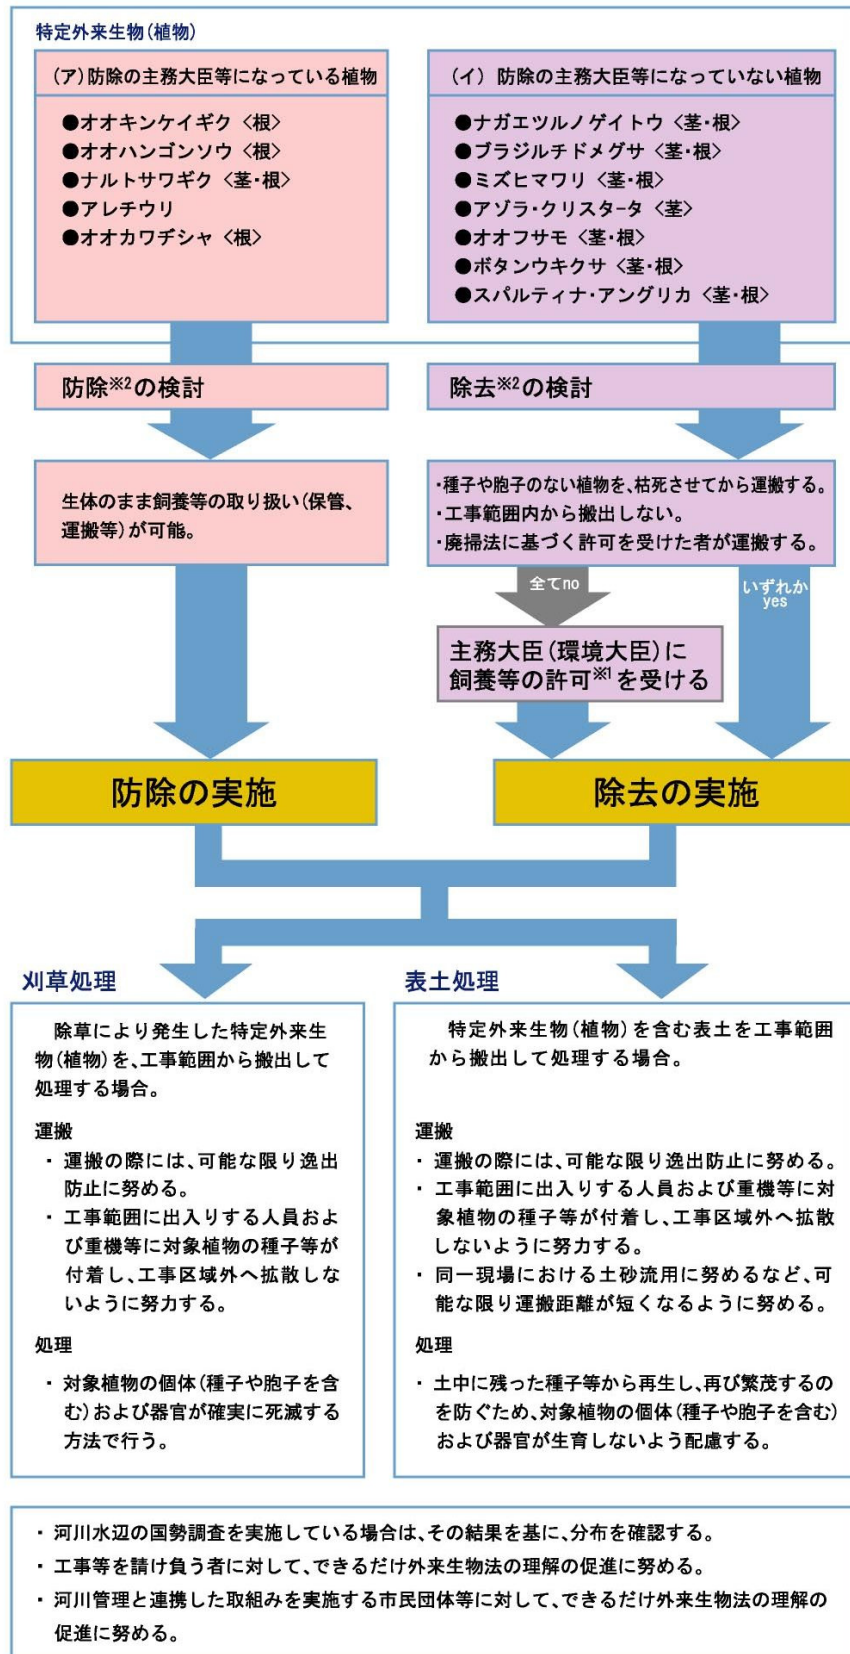 特定外来生物(植物)
(ア)防除の主務大臣等になっている植物
●オオキンケイギク〈根〉
●オオハンゴンソウ〈根〉
●ナルトサワギク〈茎・根〉
●アレチウリ
●オオカワヂシャ〈根〉
(イ) 防除の主務大臣等になっていない植物
●ナガエツルノゲイトウ〈茎・根〉
●ブラジルチドメグサ〈茎・根〉
●ミズヒマワリ〈茎・根〉
●アゾラ・クリスタータ〈茎〉
●オオフサモ〈茎・根〉
●ボタンウキクサ〈茎・根〉
●スパルティナ・アングリカ〈茎・根〉
防除※2の検討
生体のまま飼養等の取り扱い(保管、
運搬等)が可能。
除去※2の検討
・種子や胞子のない植物を、枯死させてから運搬する。
・工事範囲内から搬出しない。
・廃掃法に基づく許可を受けた者が運搬する。
全てno
いずれか
yes
主務大臣(環境大臣)に
飼養等の許可※1を受ける
防除の実施
除去の実施
刈草処理
除草により発生した特定外来生
物(植物)を、工事範囲から搬出して
処理する場合。
運搬
・ 運搬の際には、可能な限り逸出
防止に努める。
・ 工事範囲に出入りする人員およ
び重機等に対象植物の種子等が
付着し、工事区域外へ拡散しな
いように努力する。
処理
・ 対象植物の個体(種子や胞子を含
む)および器官が確実に死滅する
方法で行う。
表土処理
特定外来生物(植物)を含む表土を工事範囲
から搬出して処理する場合。
運搬
・ 運搬の際には、可能な限り逸出防止に努める。
・ 工事範囲に出入りする人員および重機等に対
象植物の種子等が付着し、工事区域外へ拡散
しないように努力する。
・ 同一現場における土砂流用に努めるなど、可
能な限り運搬距離が短くなるように努める。
処理
・ 土中に残った種子等から再生し、再び繁茂するの
を防ぐため、対象植物の個体(種子や胞子を含む)
および器官が生育しないよう配慮する。
・ 河川水辺の国勢調査を実施している場合は、その結果を基に、分布を確認する。
・ 工事等を請け負う者に対して、できるだけ外来生物法の理解の促進に努める。
・ 河川管理と連携した取組みを実施する市民団体等に対して、できるだけ外来生物法の理解の
促進に努める。